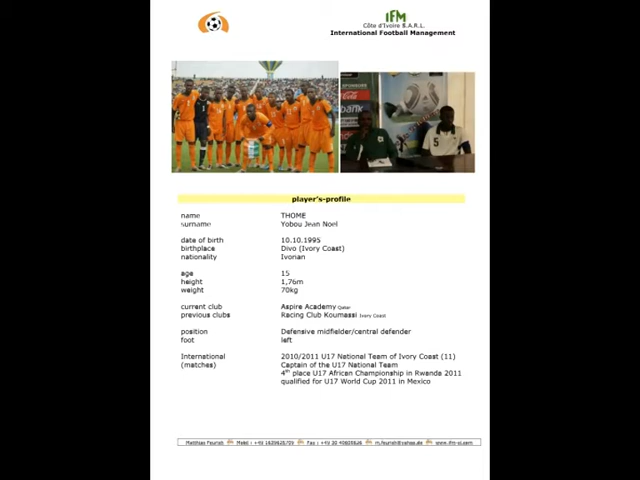 IFM
Côte d'Ivoire S.A.R.L.
International Football Management
player's-profile
name THOME
surname Yobou Jean Noel
date of birth 10.10.1995
birthplace Divo (Ivory Coast)
nationality Ivorian
age 15
height 1,76m
weight 70kg
current club Aspire Academy Qatar
previous clubs Racing Club Koumassi Ivory Coast
position Defensive midfielder/central defender
foot left
International 2010/2011 U17 National Team of Ivory Coast (11)
(matches) Captain of the U17 National Team
4th place U17 African Championship in Rwanda 2011
qualified for U17 World Cup 2011 in Mexico